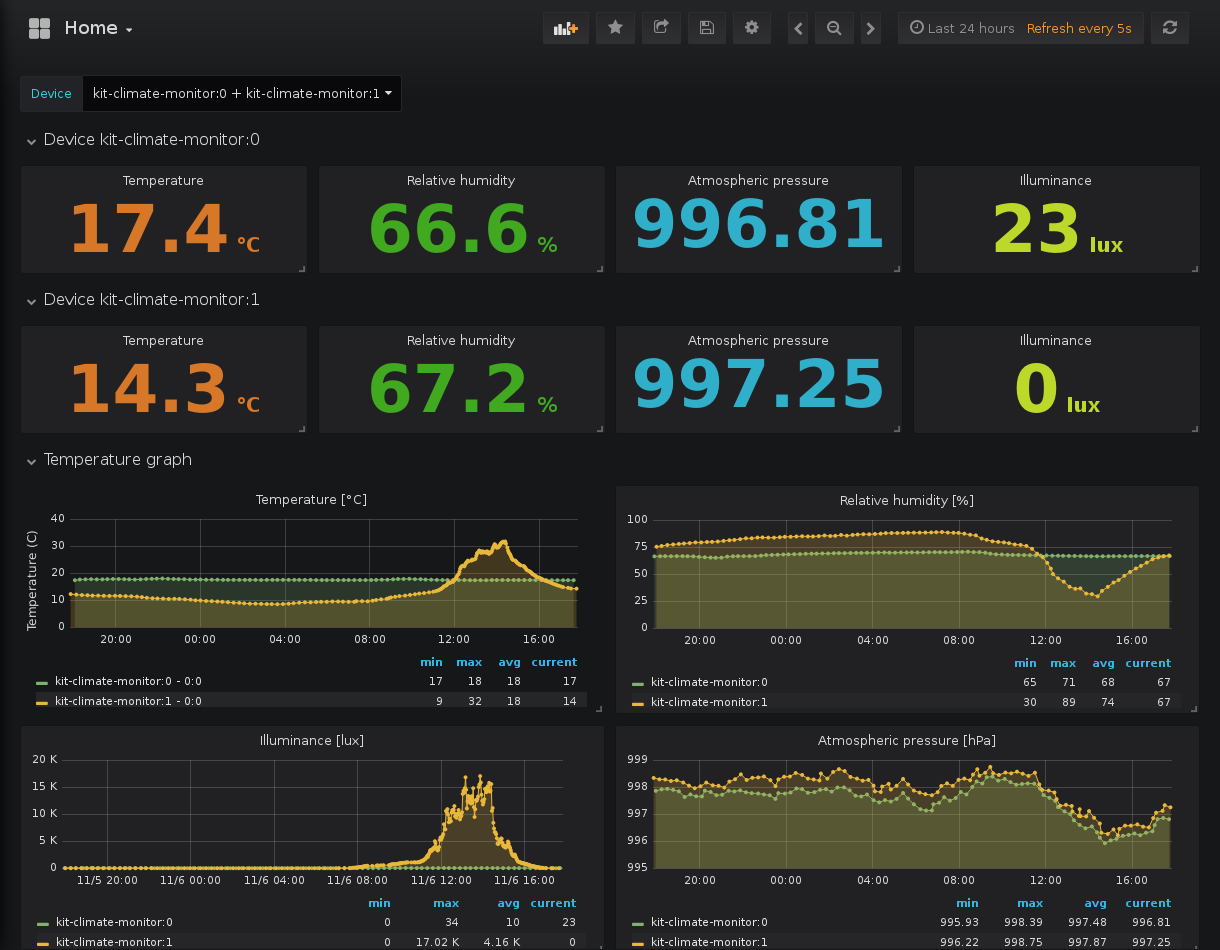 Home
Last 24 hours Refresh every 5s
Device kit-climate-monitor:0 + kit-climate-monitor:1
Device kit-climate-monitor:0
Temperature Relative humidity Atmospheric pressure Illuminance
17.4 °C 66.6 % 996.81 23 lux
Device kit-climate-monitor:1
Temperature Relative humidity Atmospheric pressure Illuminance
14.3 °C 67.2 % 997.25 0 lux
Temperature graph
Temperature [°C]
Temperature (C)
40
30
20
10
0
20:00 00:00 04:00 08:00 12:00 16:00
min max avg current
kit-climate-monitor:0 - 0:0 17 18 18 17
kit-climate-monitor:1 - 0:0 9 32 18 14
Relative humidity [%]
100
75
50
25
0
20:00 00:00 04:00 08:00 12:00 16:00
min max avg current
kit-climate-monitor:0 65 71 68 67
kit-climate-monitor:1 30 89 74 67
Illuminance [lux]
20 K
15 K
10 K
5 K
0
11/5 20:00 11/6 00:00 11/6 04:00 11/6 08:00 11/6 12:00 11/6 16:00
min max avg current
kit-climate-monitor:0 0 34 10 23
kit-climate-monitor:1 0 17.02 K 4.16 K 0
Atmospheric pressure [hPa]
999
998
997
996
995
20:00 00:00 04:00 08:00 12:00 16:00
min max avg current
kit-climate-monitor:0 995.93 998.39 997.48 996.81
kit-climate-monitor:1 996.22 998.75 997.87 997.25